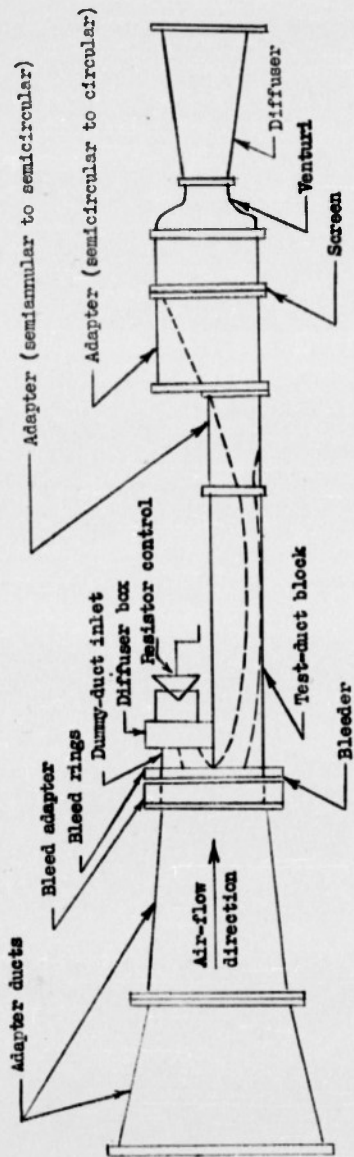 Adapter ducts
Bleed adapter
Bleed rings
Dummy-duct inlet
Diffuser box
Resistor control
Adapter (semiannular to semicircular)
Adapter (semicircular to circular)
Air-flow
direction
Bleeder
Test-duct block
Screen
Venturi
Diffuser